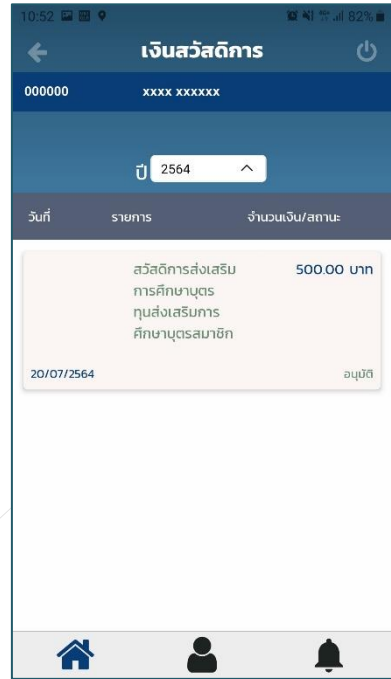 10:52 82%
เงินสวัสดิการ
000000 xxxx xxxxxx
ปี 2564
วันที่ รายการ จำนวนเงิน/สถานะ
สวัสดิการส่งเสริม 500.00 บาท
การศึกษาบุตร
ทุนส่งเสริมการ
ศึกษาบุตรสมาชิก
20/07/2564 อนุมัติ